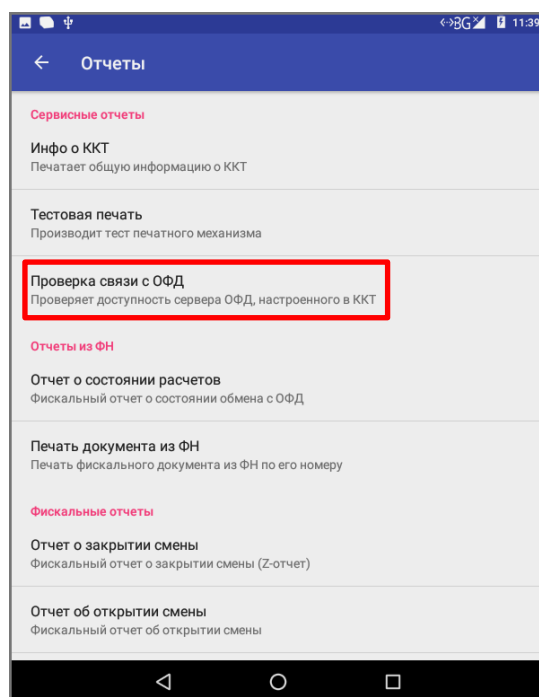 3G 11:39
Отчеты
Сервисные отчеты
Инфо о ККТ
Печатает общую информацию о ККТ
Тестовая печать
Производит тест печатного механизма
Проверка связи с ОФД
Проверяет доступность сервера ОФД, настроенного в ККТ
Отчеты из ФН
Отчет о состоянии расчетов
Фискальный отчет о состоянии обмена с ОФД
Печать документа из ФН
Печать фискального документа из ФН по его номеру
Фискальные отчеты
Отчет о закрытии смены
Фискальный отчет о закрытии смены (Z-отчет)
Отчет об открытии смены
Фискальный отчет об открытии смены